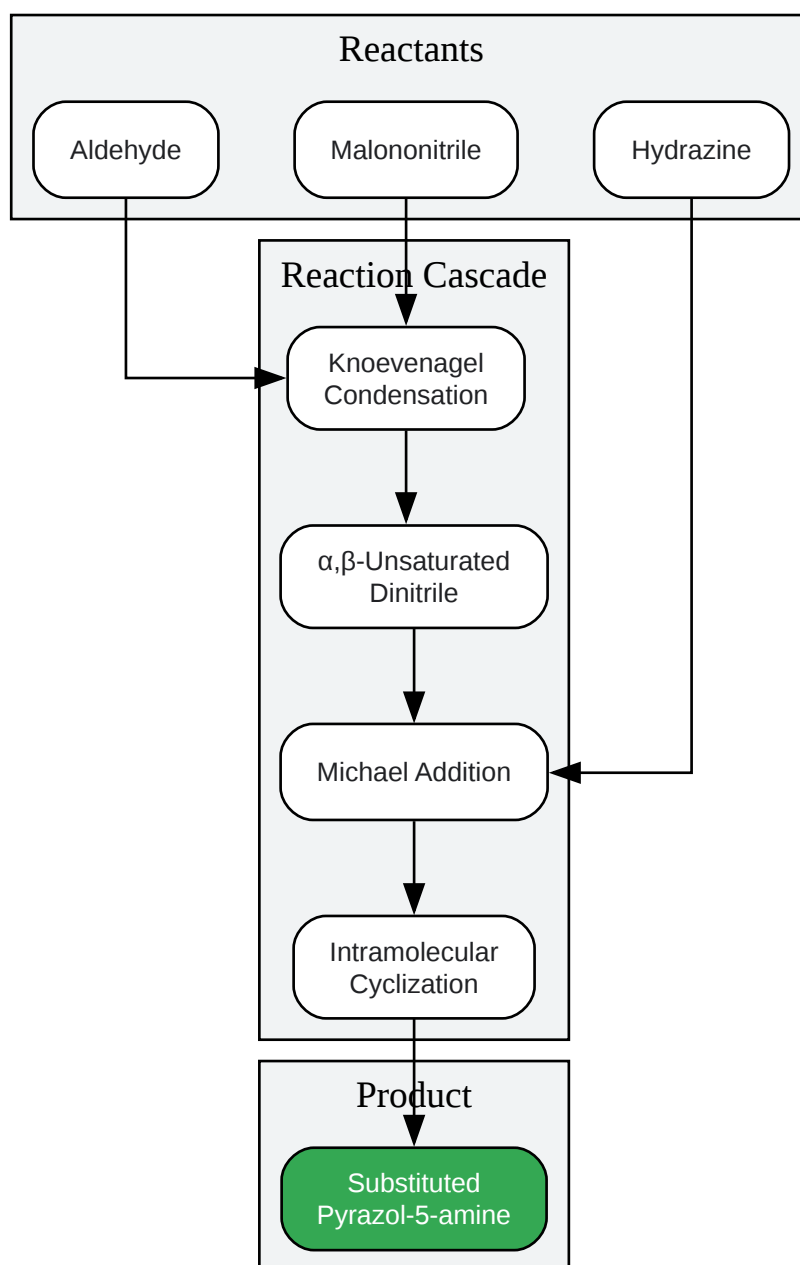 Reactants
Aldehyde
Malononitrile
Hydrazine
Reaction Cascade
Knoevenagel
Condensation
α,β-Unsaturated
Dinitrile
Michael Addition
Intramolecular
Cyclization
Product
Substituted
Pyrazol-5-amine